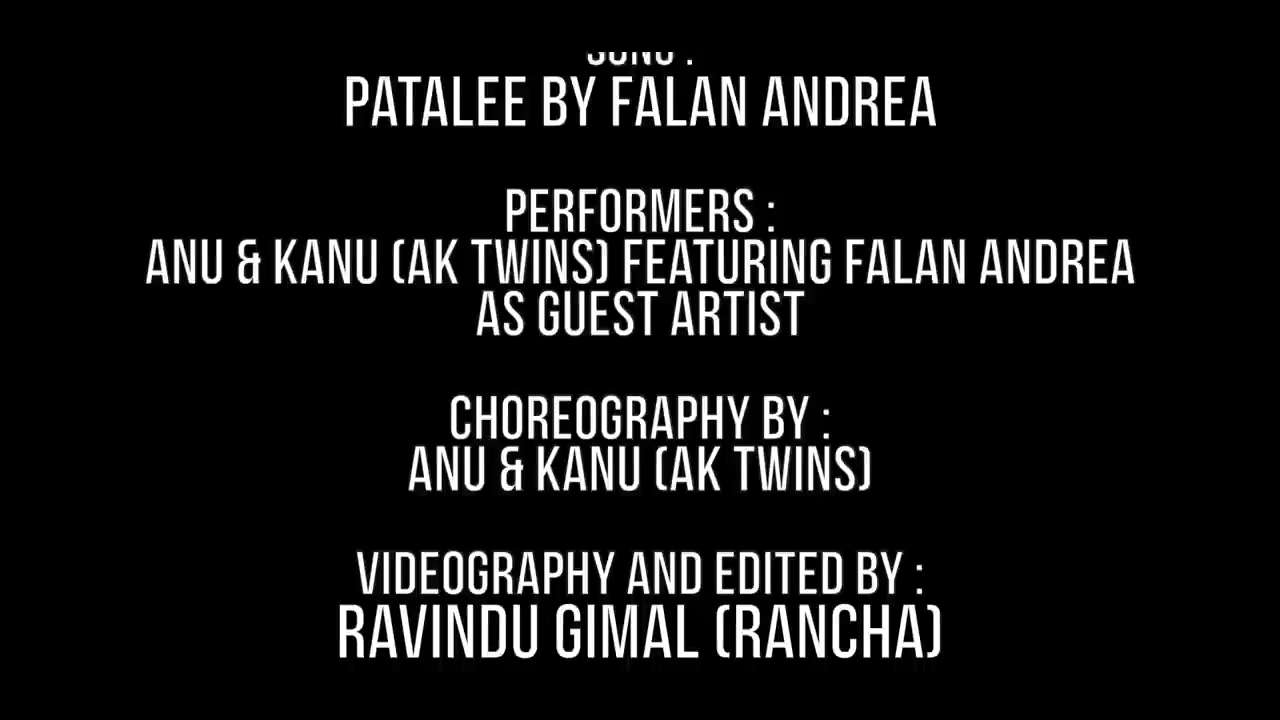 SONG :
PATALEE BY FALAN ANDREA
PERFORMERS :
ANU & KANU (AK TWINS) FEATURING FALAN ANDREA
AS GUEST ARTIST
CHOREOGRAPHY BY :
ANU & KANU (AK TWINS)
VIDEOGRAPHY AND EDITED BY :
RAVINDU GIMAL (RANCHA)